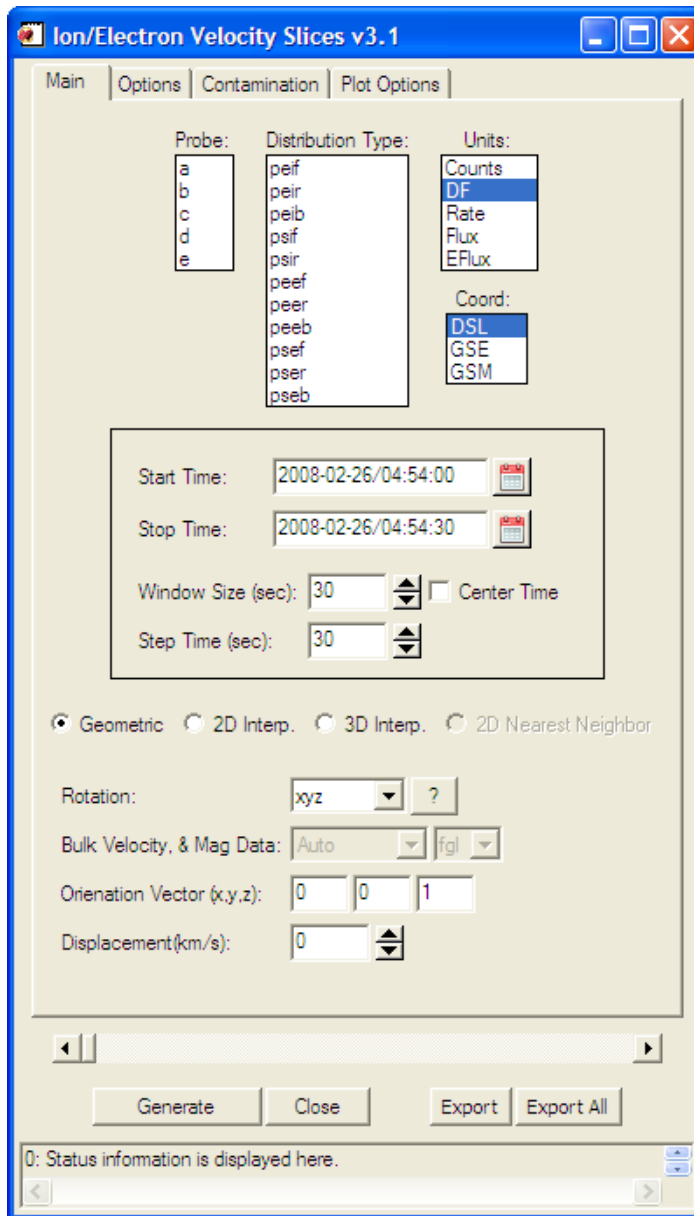 Ion/Electron Velocity Slices v3.1
Main Options Contamination Plot Options
Probe: Distribution Type: Units:
a
b
c
d
e
peif
peir
peib
psif
psir
peef
peer
peeb
psef
pser
pseb
Counts
DF
Rate
Flux
EFlux
Coord:
DSL
GSE
GSM
Start Time: 2008-02-26/04:54:00
Stop Time: 2008-02-26/04:54:30
Window Size (sec): 30 Center Time
Step Time (sec): 30
Geometric 2D Interp. 3D Interp. 2D Nearest Neighbor
Rotation: xyz ?
Bulk Velocity, & Mag Data: Auto fgl
Orienation Vector (x,y,z): 0 0 1
Displacement(km/s): 0
Generate Close Export Export All
0: Status information is displayed here.